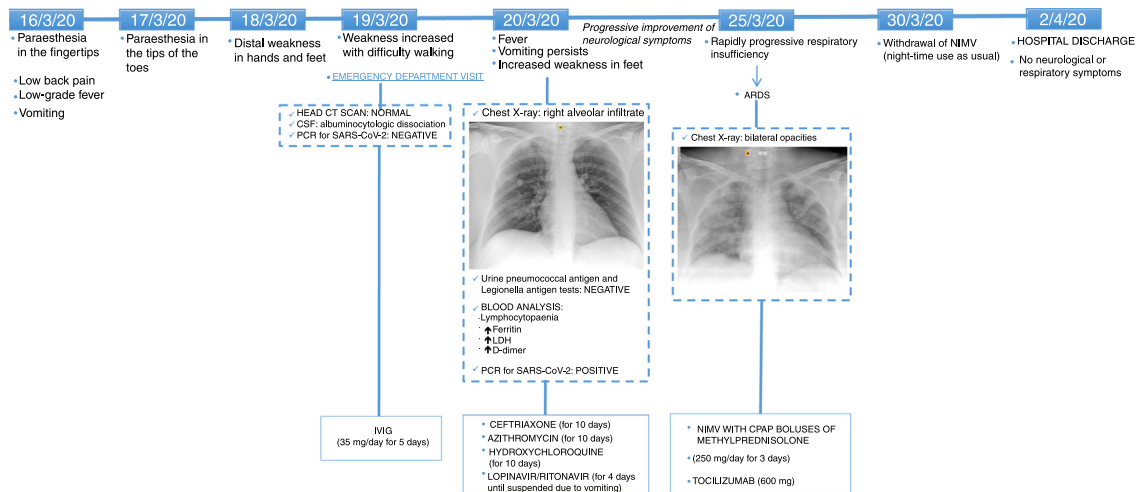 16/3/20
• Paraesthesia
in the fingertips
• Low back pain
• Low-grade fever
• Vomiting
17/3/20
• Paraesthesia in
the tips of the
toes
18/3/20
• Distal weakness
in hands and feet
19/3/20
• Weakness increased
with difficulty walking
• EMERGENCY DEPARTMENT VISIT
✓ HEAD CT SCAN: NORMAL
✓ CSF: albuminocytologic dissociation
✓ PCR for SARS-CoV-2: NEGATIVE
IVIG
(35 mg/day for 5 days)
20/3/20
• Fever
• Vomiting persists
• Increased weakness in feet
✓ Chest X-ray: right alveolar infiltrate
✓ Urine pneumococcal antigen and
Legionella antigen tests: NEGATIVE
✓ BLOOD ANALYSIS:
·Lymphocytopaenia
· ↑Ferritin
· ↑LDH
· ↑D-dimer
✓ PCR for SARS-CoV-2: POSITIVE
• CEFTRIAXONE (for 10 days)
• AZITHROMYCIN (for 10 days)
• HYDROXYCHLOROQUINE
(for 10 days)
• LOPINAVIR/RITONAVIR (for 4 days
until suspended due to vomiting)
Progressive improvement of
neurological symptoms
25/3/20
• Rapidly progressive respiratory
insufficiency
• ARDS
✓ Chest X-ray: bilateral opacities
• NIMV WITH CPAP BOLUSES OF
METHYLPREDNISOLONE
• (250 mg/day for 3 days)
• TOCILIZUMAB (600 mg)
30/3/20
• Withdrawal of NIMV
(night-time use as usual)
2/4/20
• HOSPITAL DISCHARGE
• No neurological or
respiratory symptoms